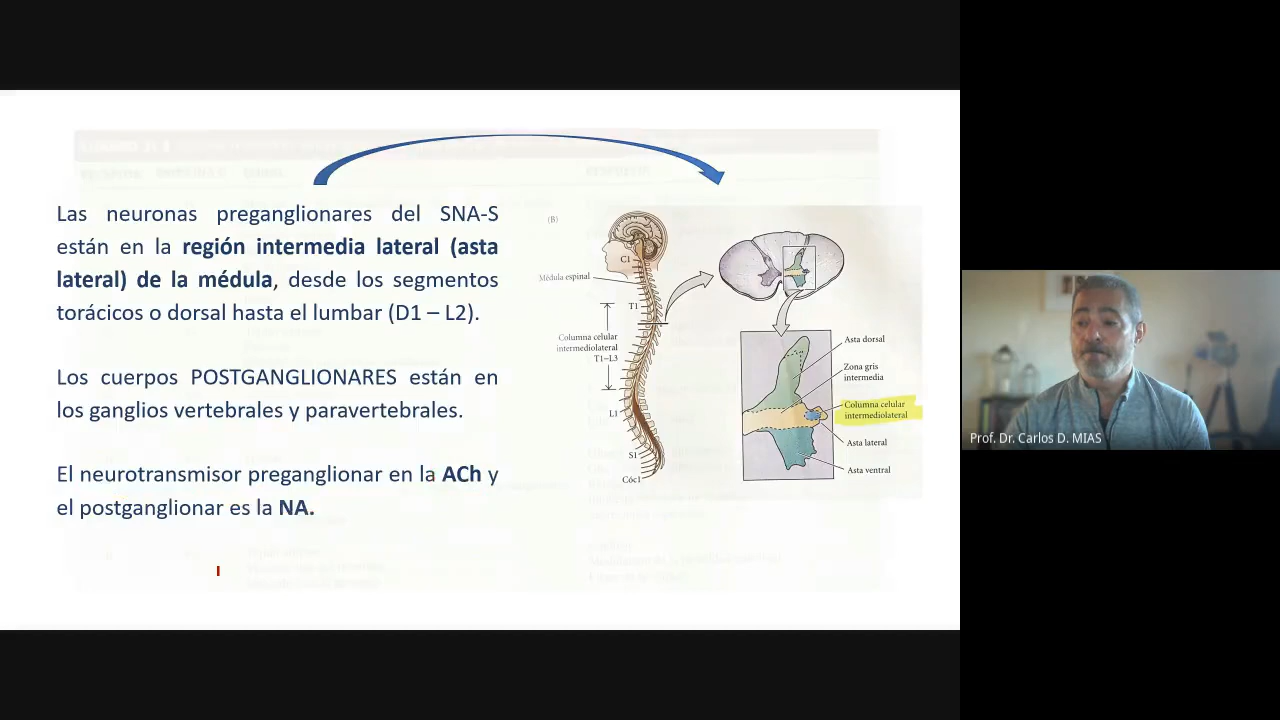 Las neuronas preganglionares del SNA-S
están en la región intermedia lateral (asta
lateral) de la médula, desde los segmentos
torácicos o dorsal hasta el lumbar (D1 – L2).
Los cuerpos POSTGANGLIONARES están en
los ganglios vertebrales y paravertebrales.
El neurotransmisor preganglionar en la ACh y
el postganglionar es la NA.
(B)
C1
Médula espinal
T1
Columna celular
intermediolateral
T1–L3
L1
S1
Cóc1
Asta dorsal
Zona gris
intermedia
Columna celular
intermediolateral
Asta lateral
Asta ventral
Prof. Dr. Carlos D. MIAS